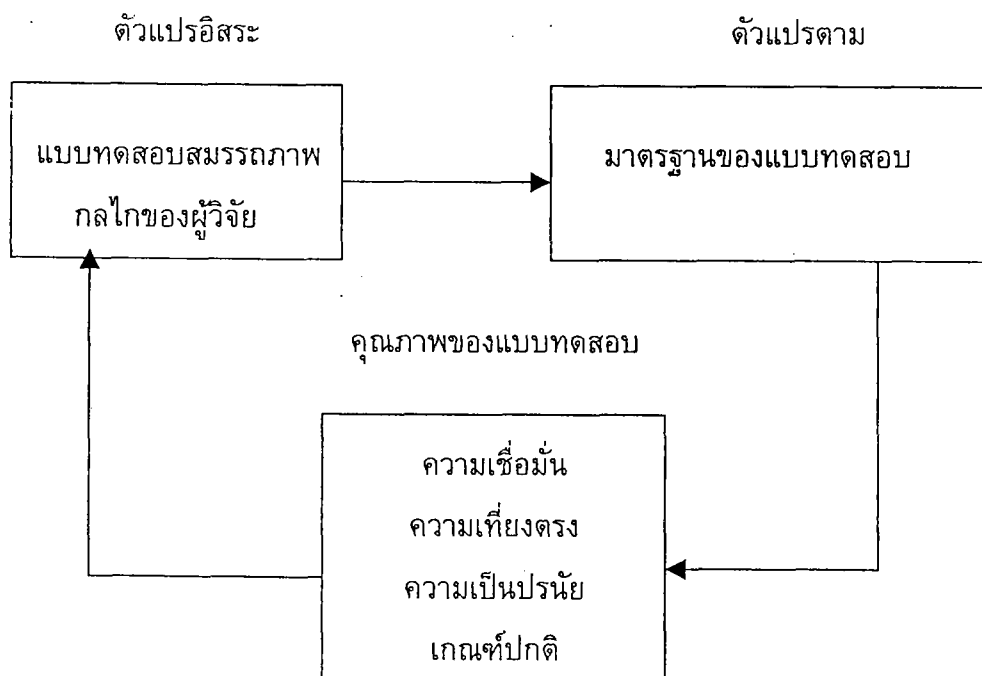 ตัวแปรอิสระ
ตัวแปรตาม
แบบทดสอบสมรรถภาพ
กลไกของผู้วิจัย
มาตรฐานของแบบทดสอบ
คุณภาพของแบบทดสอบ
ความเชื่อมั่น
ความเที่ยงตรง
ความเป็นปรนัย
เกณฑ์ปกติ